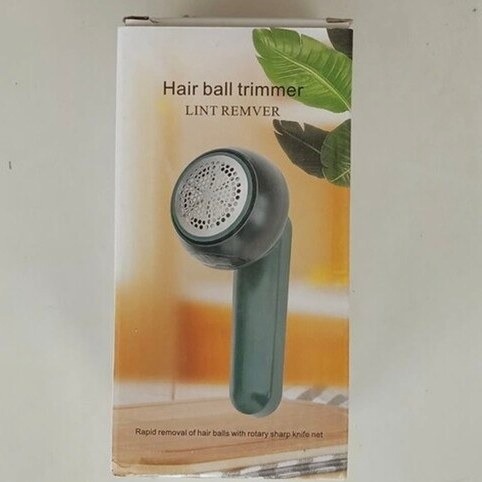 Hair ball trimmer
LINT REMVER
Rapid removal of hair balls with rotary sharp knife net